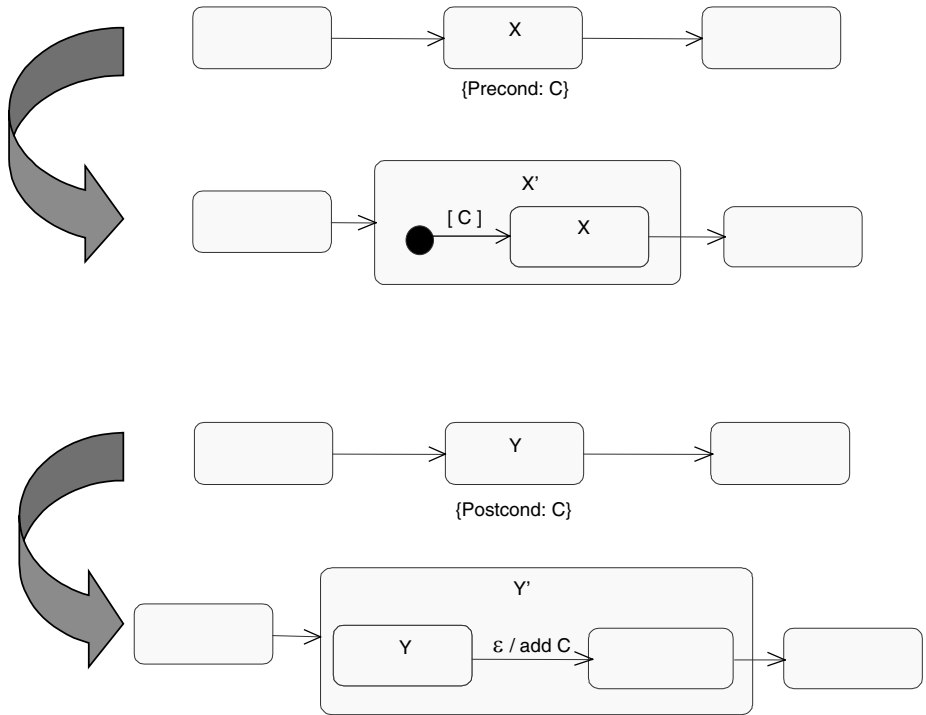 X
{Precond: C}
X’
[ C ]
X
Y
{Postcond: C}
Y’
Y
ε / add C